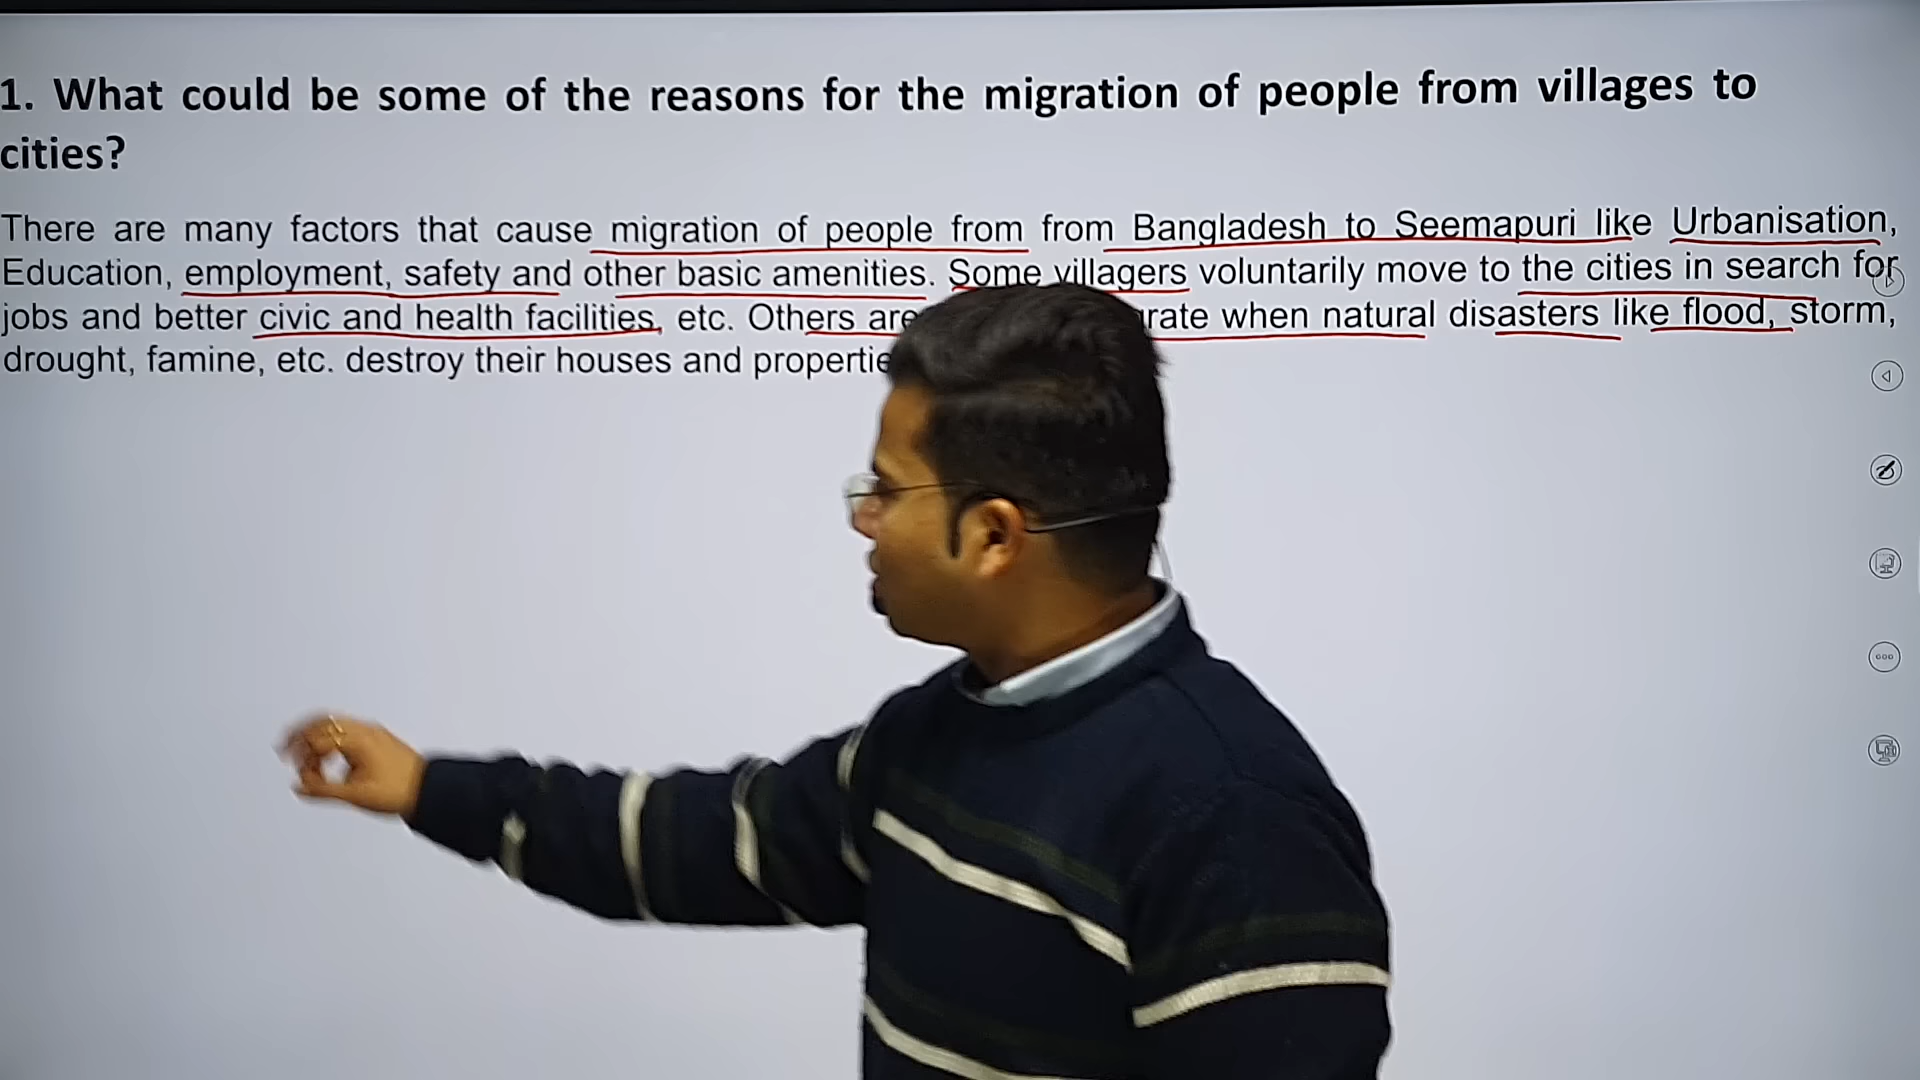 1. What could be some of the reasons for the migration of people from villages to
cities?
There are many factors that cause migration of people from from Bangladesh to Seemapuri like Urbanisation,
Education, employment, safety and other basic amenities. Some villagers voluntarily move to the cities in search for
jobs and better civic and health facilities, etc. Others are when natural disasters like flood, storm,
drought, famine, etc. destroy their houses and